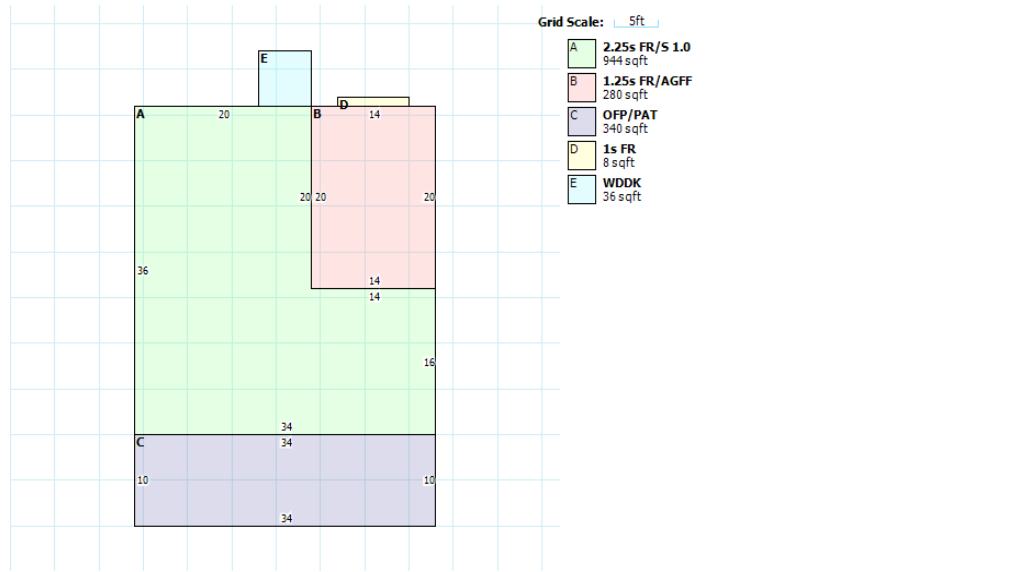 Grid Scale: 5ft
A 2.25s FR/S 1.0
944 sqft
B 1.25s FR/AGFF
280 sqft
C OFP/PAT
340 sqft
D 1s FR
8 sqft
E WDDK
36 sqft
E
D
A 20 B 14
20 20 20
36
14
14
16
34
C 34
10 10
34